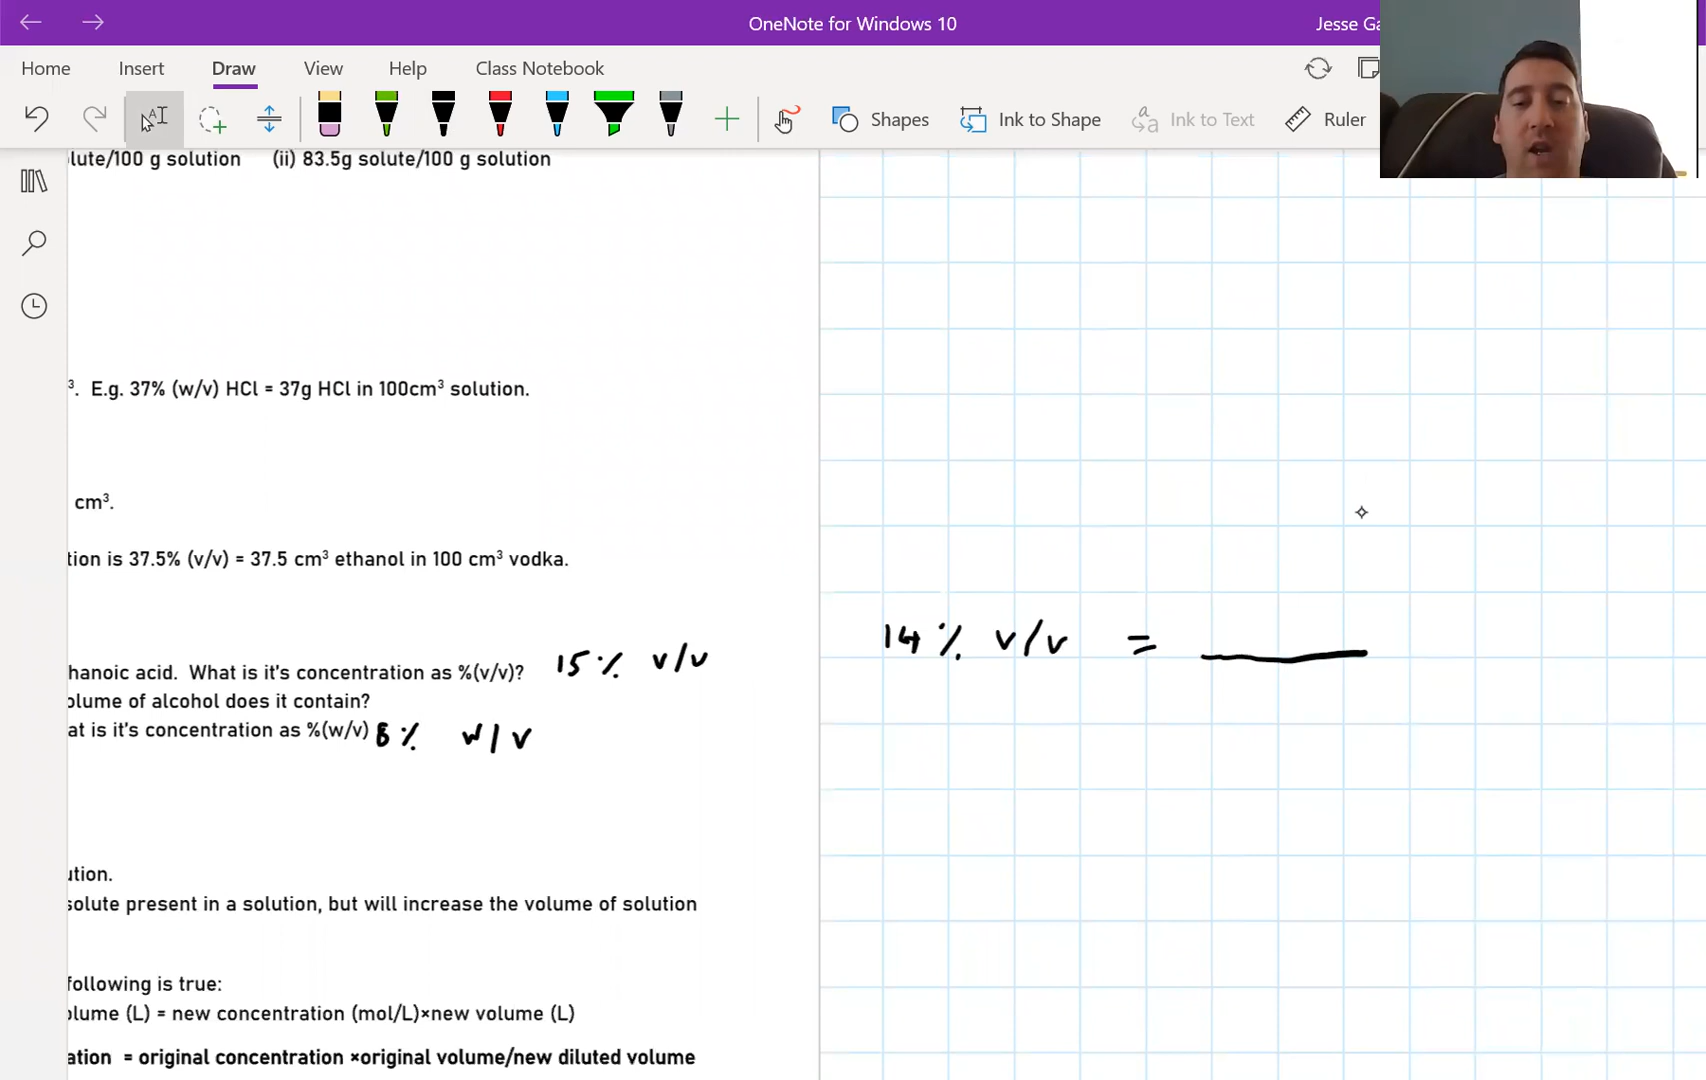 OneNote for Windows 10
Jesse Ga
Home Insert Draw View Help Class Notebook
Shapes Ink to Shape Ink to Text Ruler
lute/100 g solution (ii) 83.5g solute/100 g solution
³. E.g. 37% (w/v) HCl = 37g HCl in 100cm³ solution.
cm³.
tion is 37.5% (v/v) = 37.5 cm³ ethanol in 100 cm³ vodka.
14% v/v =
hanoic acid. What is it's concentration as %(v/v)? 15% v/v
olume of alcohol does it contain?
at is it's concentration as %(w/v) 8% w/v
ution.
solute present in a solution, but will increase the volume of solution
following is true:
olume (L) = new concentration (mol/L)×new volume (L)
ation = original concentration ×original volume/new diluted volume